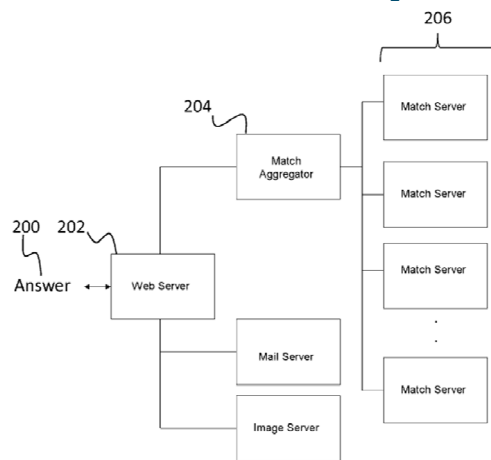 206
Match Server
204
Match
Aggregator
Match Server
200
202
Answer
Web Server
Match Server
Mail Server
Match Server
Image Server